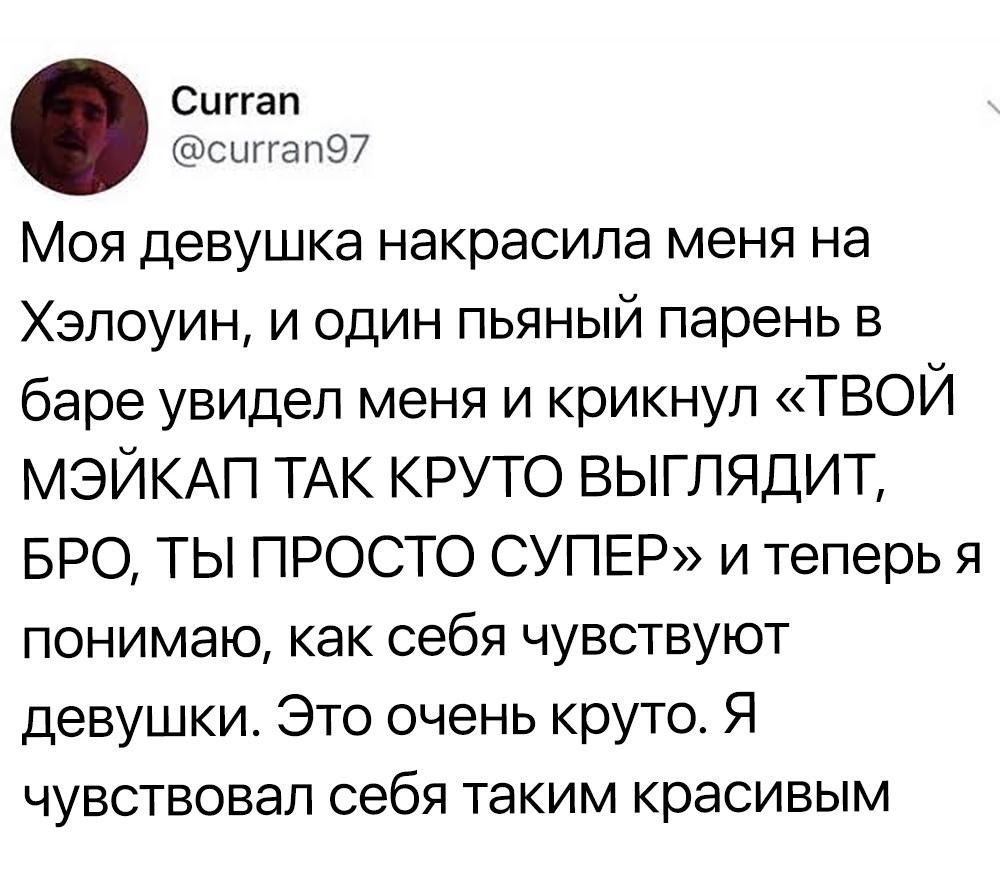 Curran
@curran97
Моя девушка накрасила меня на
Хэлоуин, и один пьяный парень в
баре увидел меня и крикнул «ТВОЙ
МЭЙКАП ТАК КРУТО ВЫГЛЯДИТ,
БРО, ТЫ ПРОСТО СУПЕР» и теперь я
понимаю, как себя чувствуют
девушки. Это очень круто. Я
чувствовал себя таким красивым